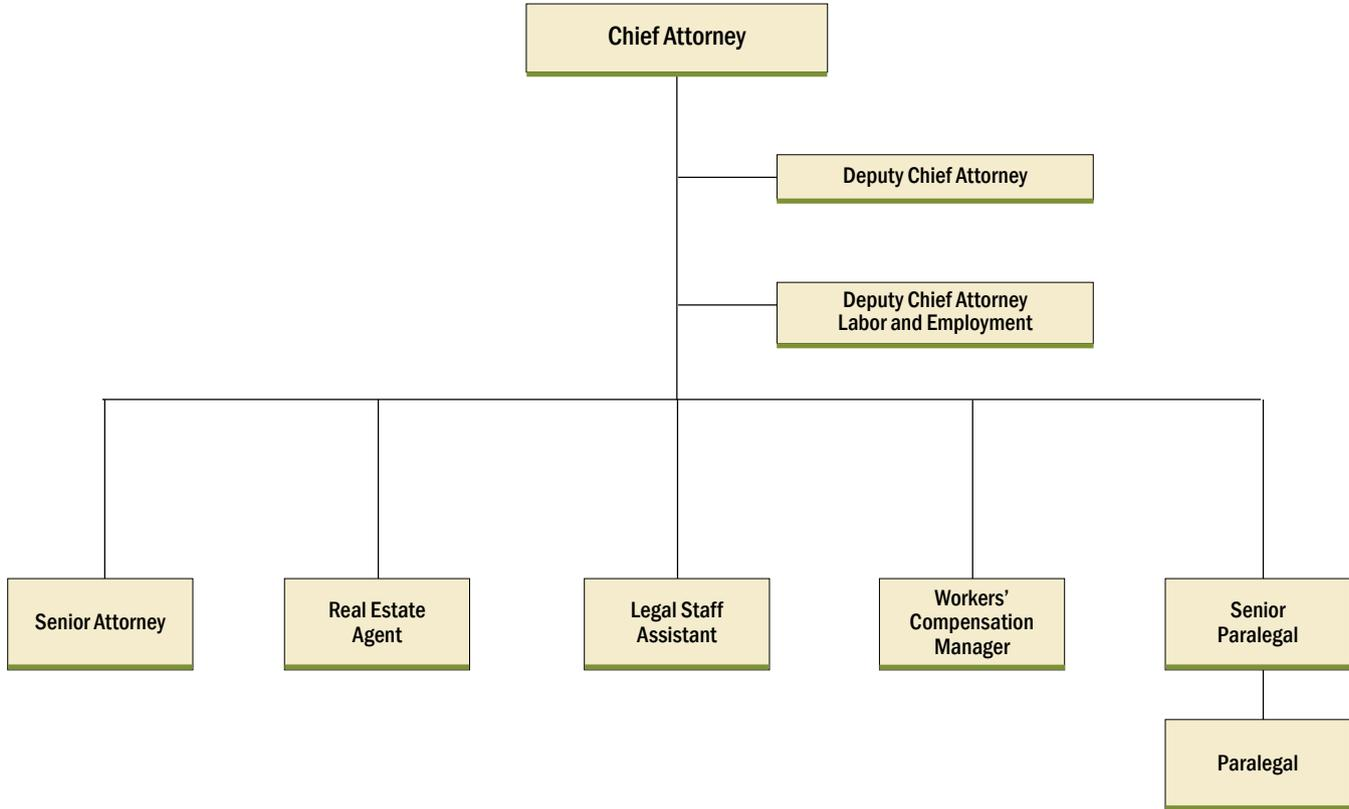 Chief Attorney
Deputy Chief Attorney
Deputy Chief Attorney
Labor and Employment
Senior Attorney
Real Estate
Agent
Legal Staff
Assistant
Workers’
Compensation
Manager
Senior
Paralegal
Paralegal